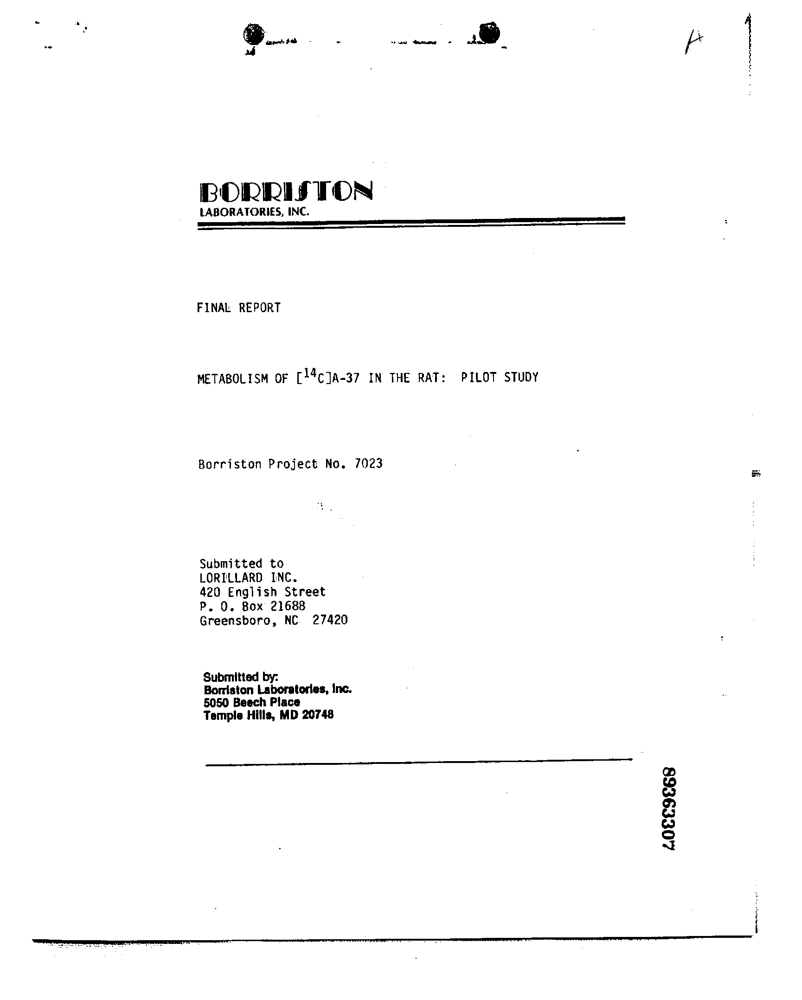 A
BORRISTON
LABORATORIES, INC.
FINAL REPORT
METABOLISM OF [14C]A-37 IN THE RAT: PILOT STUDY
Borriston Project No. 7023
Submitted to
LORILLARD INC.
420 English Street
P. O. Box 21688
Greensboro, NC 27420
Submitted by:
Borriston Laboratories, Inc.
5050 Beech Place
Temple Hills, MD 20748
89363307